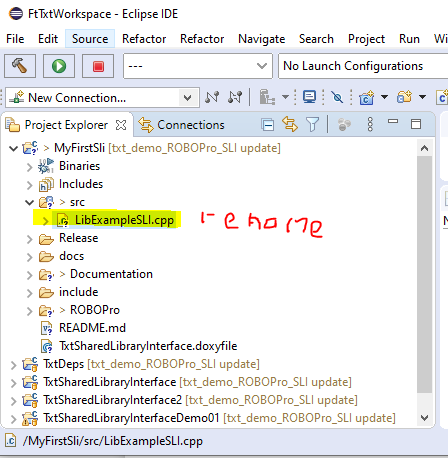 FtTxtWorkspace - Eclipse IDE
File Edit Source Refactor Refactor Navigate Search Project Run W
--- No Launch Configurations
New Connection...
Project Explorer Connections
> MyFirstSli [txt_demo_ROBOPro_SLI update]
Binaries
Includes
> src
LibExampleSLI.cpp rename
Release
docs
> Documentation
include
> ROBOPro
README.md
TxtSharedLibraryInterface.doxyfile
TxtDeps [txt_demo_ROBOPro_SLI update]
TxtSharedLibraryInterface [txt_demo_ROBOPro_SLI update]
TxtSharedLibraryInterface2 [txt_demo_ROBOPro_SLI update]
TxtSharedLibraryInterfaceDemo01 [txt_demo_ROBOPro_SLI update]
/MyFirstSli/src/LibExampleSLI.cpp